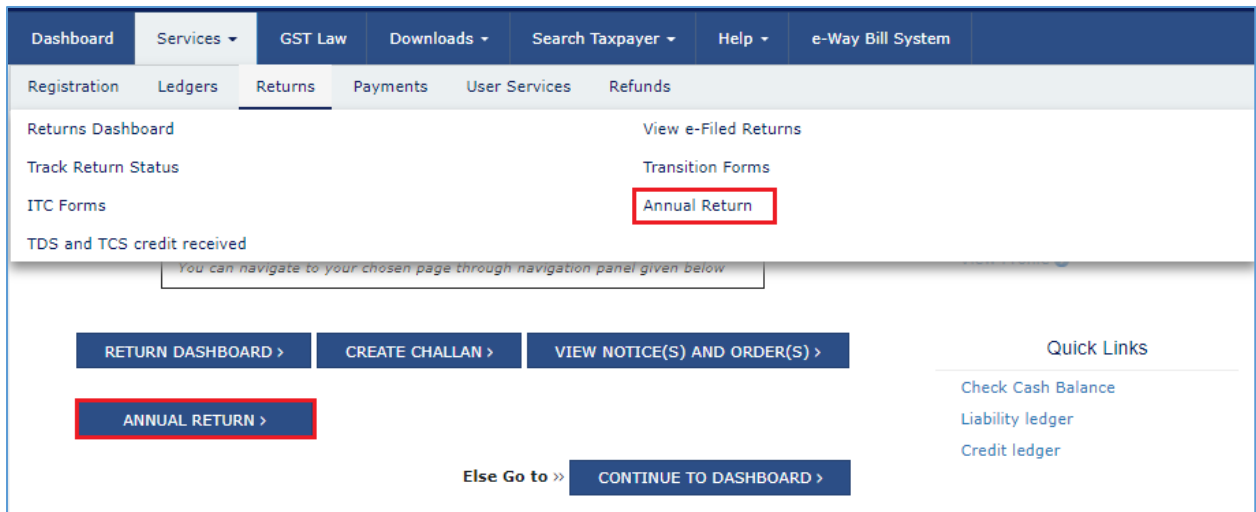 Dashboard Services GST Law Downloads Search Taxpayer Help e-Way Bill System
Registration Ledgers Returns Payments User Services Refunds
Returns Dashboard View e-Filed Returns
Track Return Status Transition Forms
ITC Forms Annual Return
TDS and TCS credit received
You can navigate to your chosen page through navigation panel given below
RETURN DASHBOARD > CREATE CHALLAN > VIEW NOTICE(S) AND ORDER(S) >
Quick Links
Check Cash Balance
ANNUAL RETURN >
Liability ledger
Credit ledger
Else Go to » CONTINUE TO DASHBOARD >